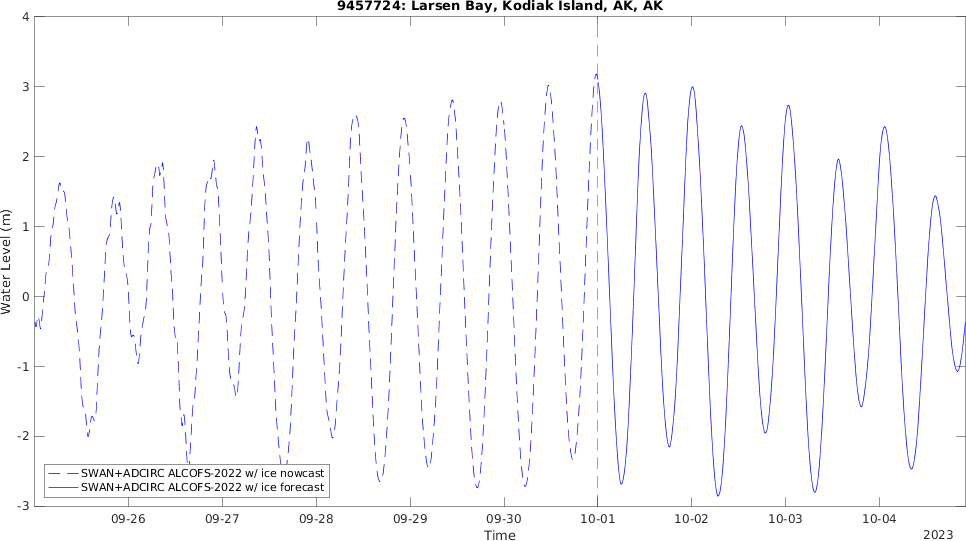 9457724: Larsen Bay, Kodiak Island, AK, AK
Water Level (m)
4
3
2
1
0
-1
-2
-3
SWAN+ADCIRC ALCOFS-2022 w/ ice nowcast
SWAN+ADCIRC ALCOFS-2022 w/ ice forecast
09-26 09-27 09-28 09-29 09-30 10-01 10-02 10-03 10-04
Time
2023